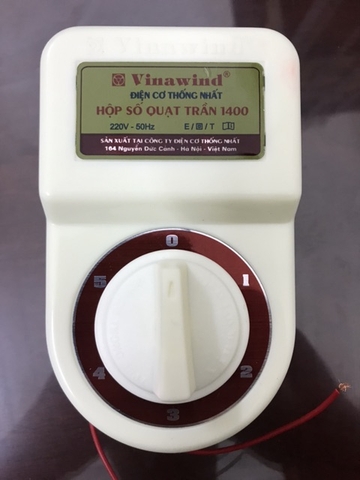 Vinawind®
ĐIỆN CƠ THỐNG NHẤT
HỘP SỐ QUẠT TRẦN 1400
220V - 50Hz E / 回 / T
SẢN XUẤT TẠI CÔNG TY ĐIỆN CƠ THỐNG NHẤT
164 Nguyễn Đức Cảnh - Hà Nội - Việt Nam
0
1
2
3
4
5